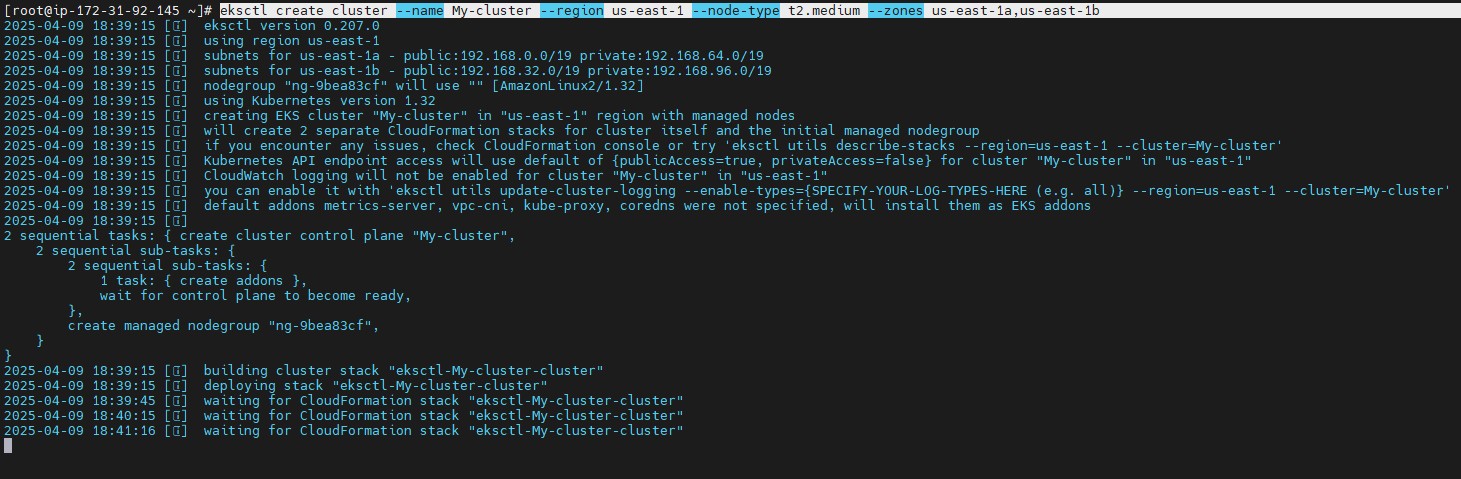 [root@ip-172-31-92-145 ~]# eksctl create cluster --name My-cluster --region us-east-1 --node-type t2.medium --zones us-east-1a,us-east-1b
2025-04-09 18:39:15 [ℹ]  eksctl version 0.207.0
2025-04-09 18:39:15 [ℹ]  using region us-east-1
2025-04-09 18:39:15 [ℹ]  subnets for us-east-1a - public:192.168.0.0/19 private:192.168.64.0/19
2025-04-09 18:39:15 [ℹ]  subnets for us-east-1b - public:192.168.32.0/19 private:192.168.96.0/19
2025-04-09 18:39:15 [ℹ]  nodegroup "ng-9bea83cf" will use "" [AmazonLinux2/1.32]
2025-04-09 18:39:15 [ℹ]  using Kubernetes version 1.32
2025-04-09 18:39:15 [ℹ]  creating EKS cluster "My-cluster" in "us-east-1" region with managed nodes
2025-04-09 18:39:15 [ℹ]  will create 2 separate CloudFormation stacks for cluster itself and the initial managed nodegroup
2025-04-09 18:39:15 [ℹ]  if you encounter any issues, check CloudFormation console or try 'eksctl utils describe-stacks --region=us-east-1 --cluster=My-cluster'
2025-04-09 18:39:15 [ℹ]  Kubernetes API endpoint access will use default of {publicAccess=true, privateAccess=false} for cluster "My-cluster" in "us-east-1"
2025-04-09 18:39:15 [ℹ]  CloudWatch logging will not be enabled for cluster "My-cluster" in "us-east-1"
2025-04-09 18:39:15 [ℹ]  you can enable it with 'eksctl utils update-cluster-logging --enable-types={SPECIFY-YOUR-LOG-TYPES-HERE (e.g. all)} --region=us-east-1 --cluster=My-cluster'
2025-04-09 18:39:15 [ℹ]  default addons metrics-server, vpc-cni, kube-proxy, coredns were not specified, will install them as EKS addons
2025-04-09 18:39:15 [ℹ]
2 sequential tasks: { create cluster control plane "My-cluster",
    2 sequential sub-tasks: {
        2 sequential sub-tasks: {
            1 task: { create addons },
            wait for control plane to become ready,
        },
        create managed nodegroup "ng-9bea83cf",
    }
}
2025-04-09 18:39:15 [ℹ]  building cluster stack "eksctl-My-cluster-cluster"
2025-04-09 18:39:15 [ℹ]  deploying stack "eksctl-My-cluster-cluster"
2025-04-09 18:39:45 [ℹ]  waiting for CloudFormation stack "eksctl-My-cluster-cluster"
2025-04-09 18:40:15 [ℹ]  waiting for CloudFormation stack "eksctl-My-cluster-cluster"
2025-04-09 18:41:16 [ℹ]  waiting for CloudFormation stack "eksctl-My-cluster-cluster"